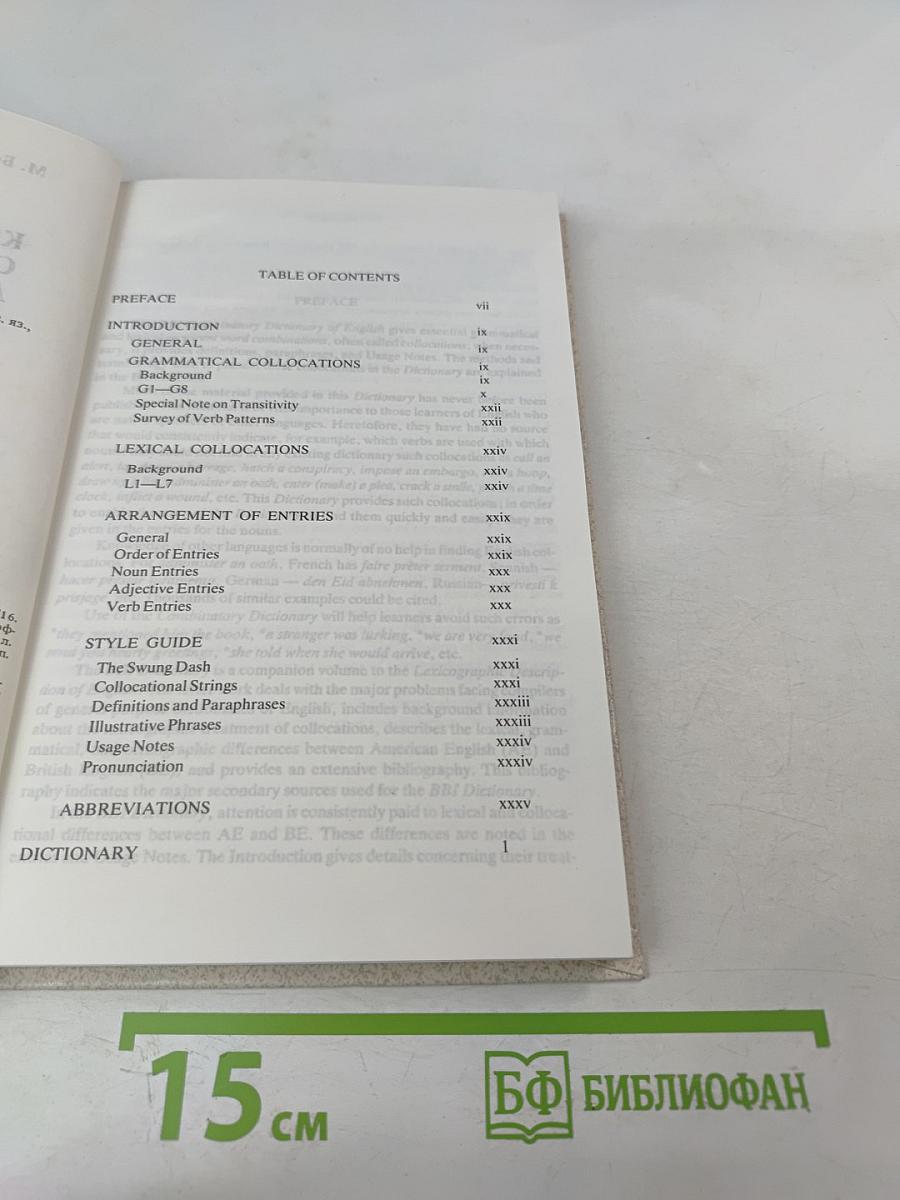 TABLE OF CONTENTS
PREFACE vii
INTRODUCTION ix
GENERAL ix
GRAMMATICAL COLLOCATIONS ix
Background ix
G1—G8 x
Special Note on Transitivity xxii
Survey of Verb Patterns xxii
LEXICAL COLLOCATIONS xxiv
Background xxiv
L1—L7 xxiv
ARRANGEMENT OF ENTRIES xxix
General xxix
Order of Entries xxix
Noun Entries xxx
Adjective Entries xxx
Verb Entries xxx
STYLE GUIDE xxxi
The Swung Dash xxxi
Collocational Strings xxxi
Definitions and Paraphrases xxxiii
Illustrative Phrases xxxiii
Usage Notes xxxiv
Pronunciation xxxiv
ABBREVIATIONS xxxv
DICTIONARY 1
15 см
БФ БИБЛИОФАН